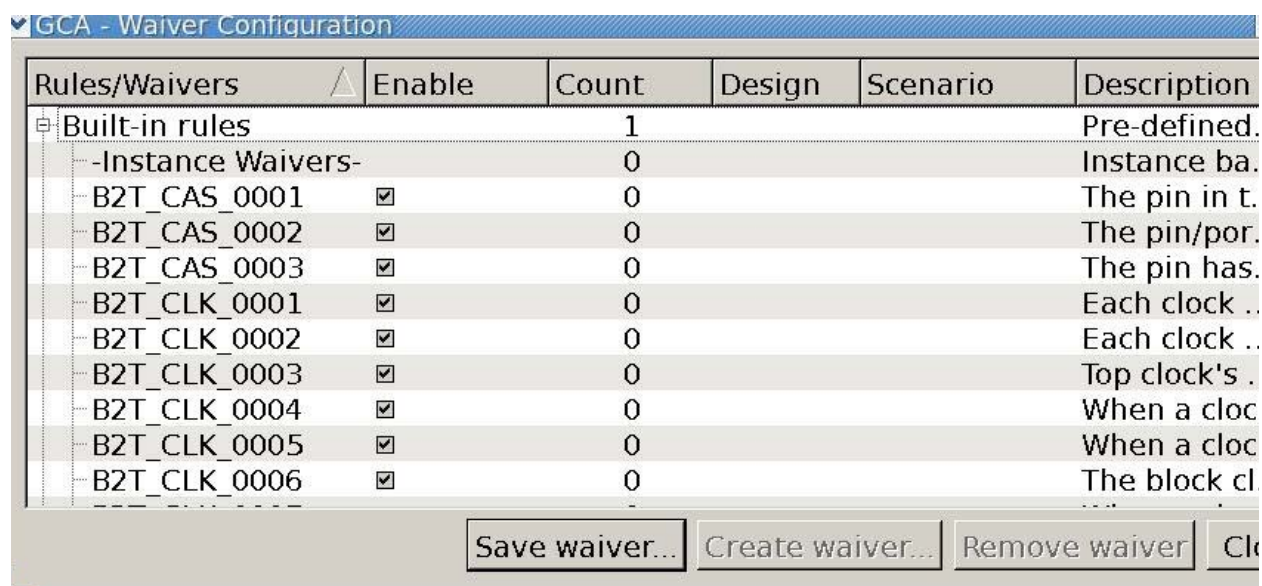 GCA - Waiver Configuration
Rules/Waivers Enable Count Design Scenario Description
Built-in rules 1 Pre-defined.
-Instance Waivers- 0 Instance ba.
B2T_CAS_0001 0 The pin in t.
B2T_CAS_0002 0 The pin/por.
B2T_CAS_0003 0 The pin has.
B2T_CLK_0001 0 Each clock ..
B2T_CLK_0002 0 Each clock ..
B2T_CLK_0003 0 Top clock's .
B2T_CLK_0004 0 When a cloc
B2T_CLK_0005 0 When a cloc
B2T_CLK_0006 0 The block cl.
Save waiver... Create waiver... Remove waiver Clo